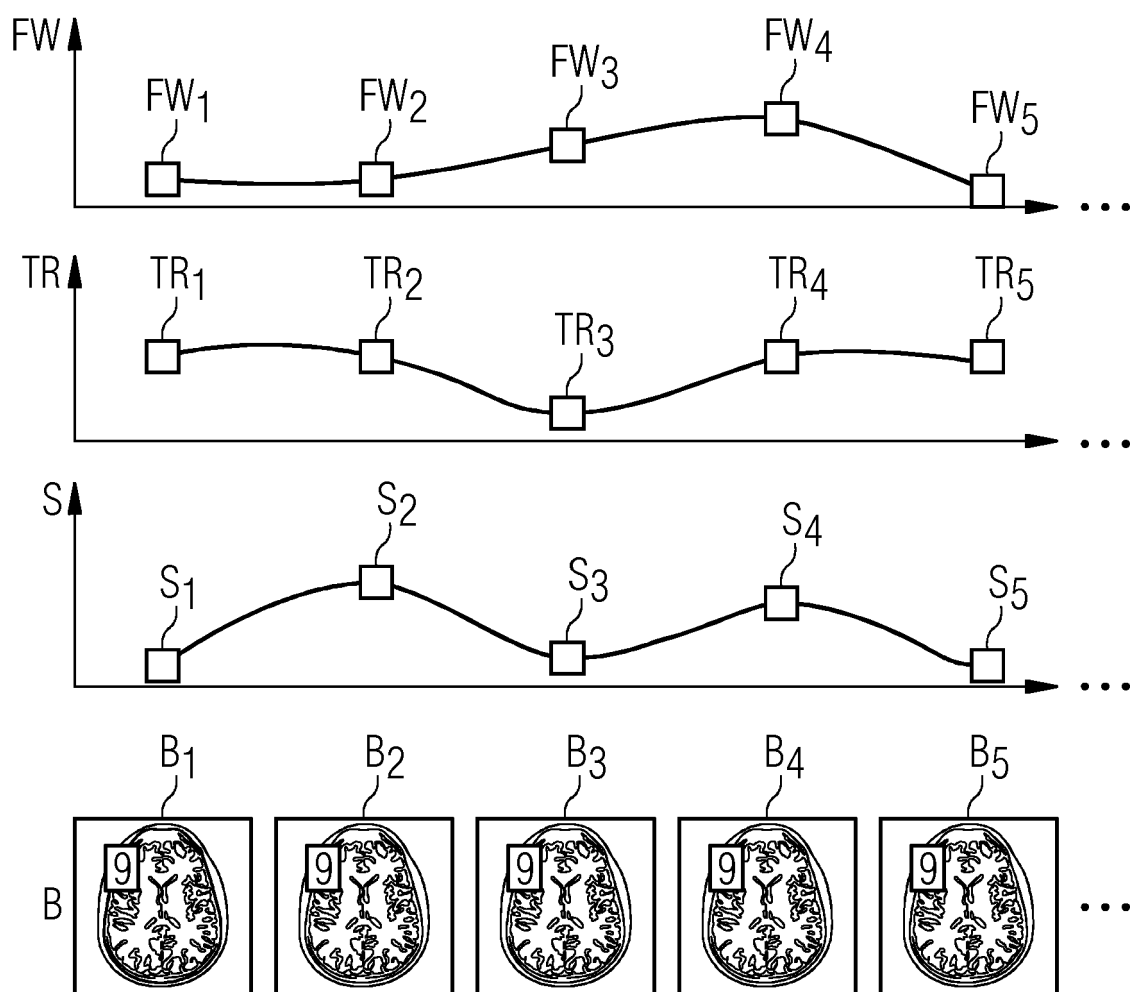 FW FW1 FW2 FW3 FW4 FW5
...
TR TR1 TR2 TR3 TR4 TR5
...
S S1 S2 S3 S4 S5
...
B1 B2 B3 B4 B5
B 9 9 9 9 9 ...